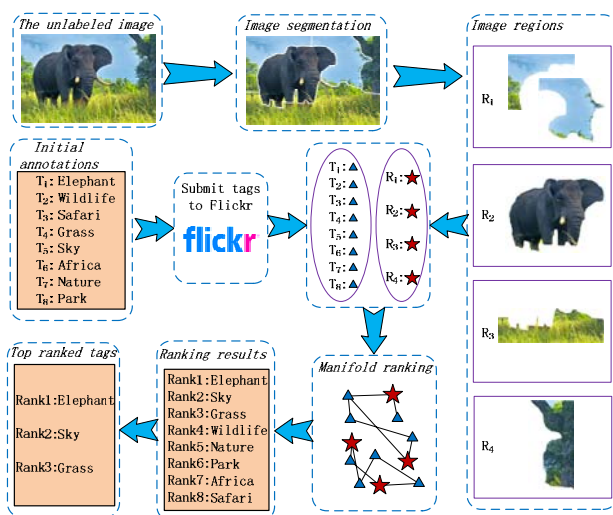 The unlabeled image
Image segmentation
Image regions
R1
R2
R3
R4
Initial
annotations
T1: Elephant
T2: Wildlife
T3: Safari
T4: Grass
T5: Sky
T6: Africa
T7: Nature
T8: Park
Submit tags
to Flickr
flickr
T1:
T2:
T3:
T4:
T5:
T6:
T7:
T8:
R1:
R2:
R3:
R4:
Manifold ranking
Ranking results
Rank1:Elephant
Rank2:Sky
Rank3:Grass
Rank4:Wildlife
Rank5:Nature
Rank6:Park
Rank7:Africa
Rank8:Safari
Top ranked tags
Rank1:Elephant
Rank2:Sky
Rank3:Grass